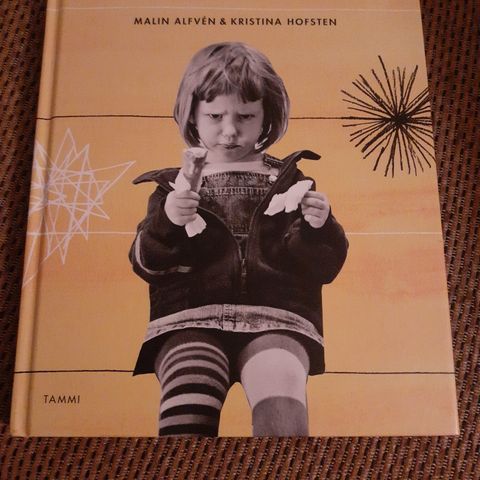 MALIN ALFVÉN & KRISTINA HOFSTEN
TAMMI